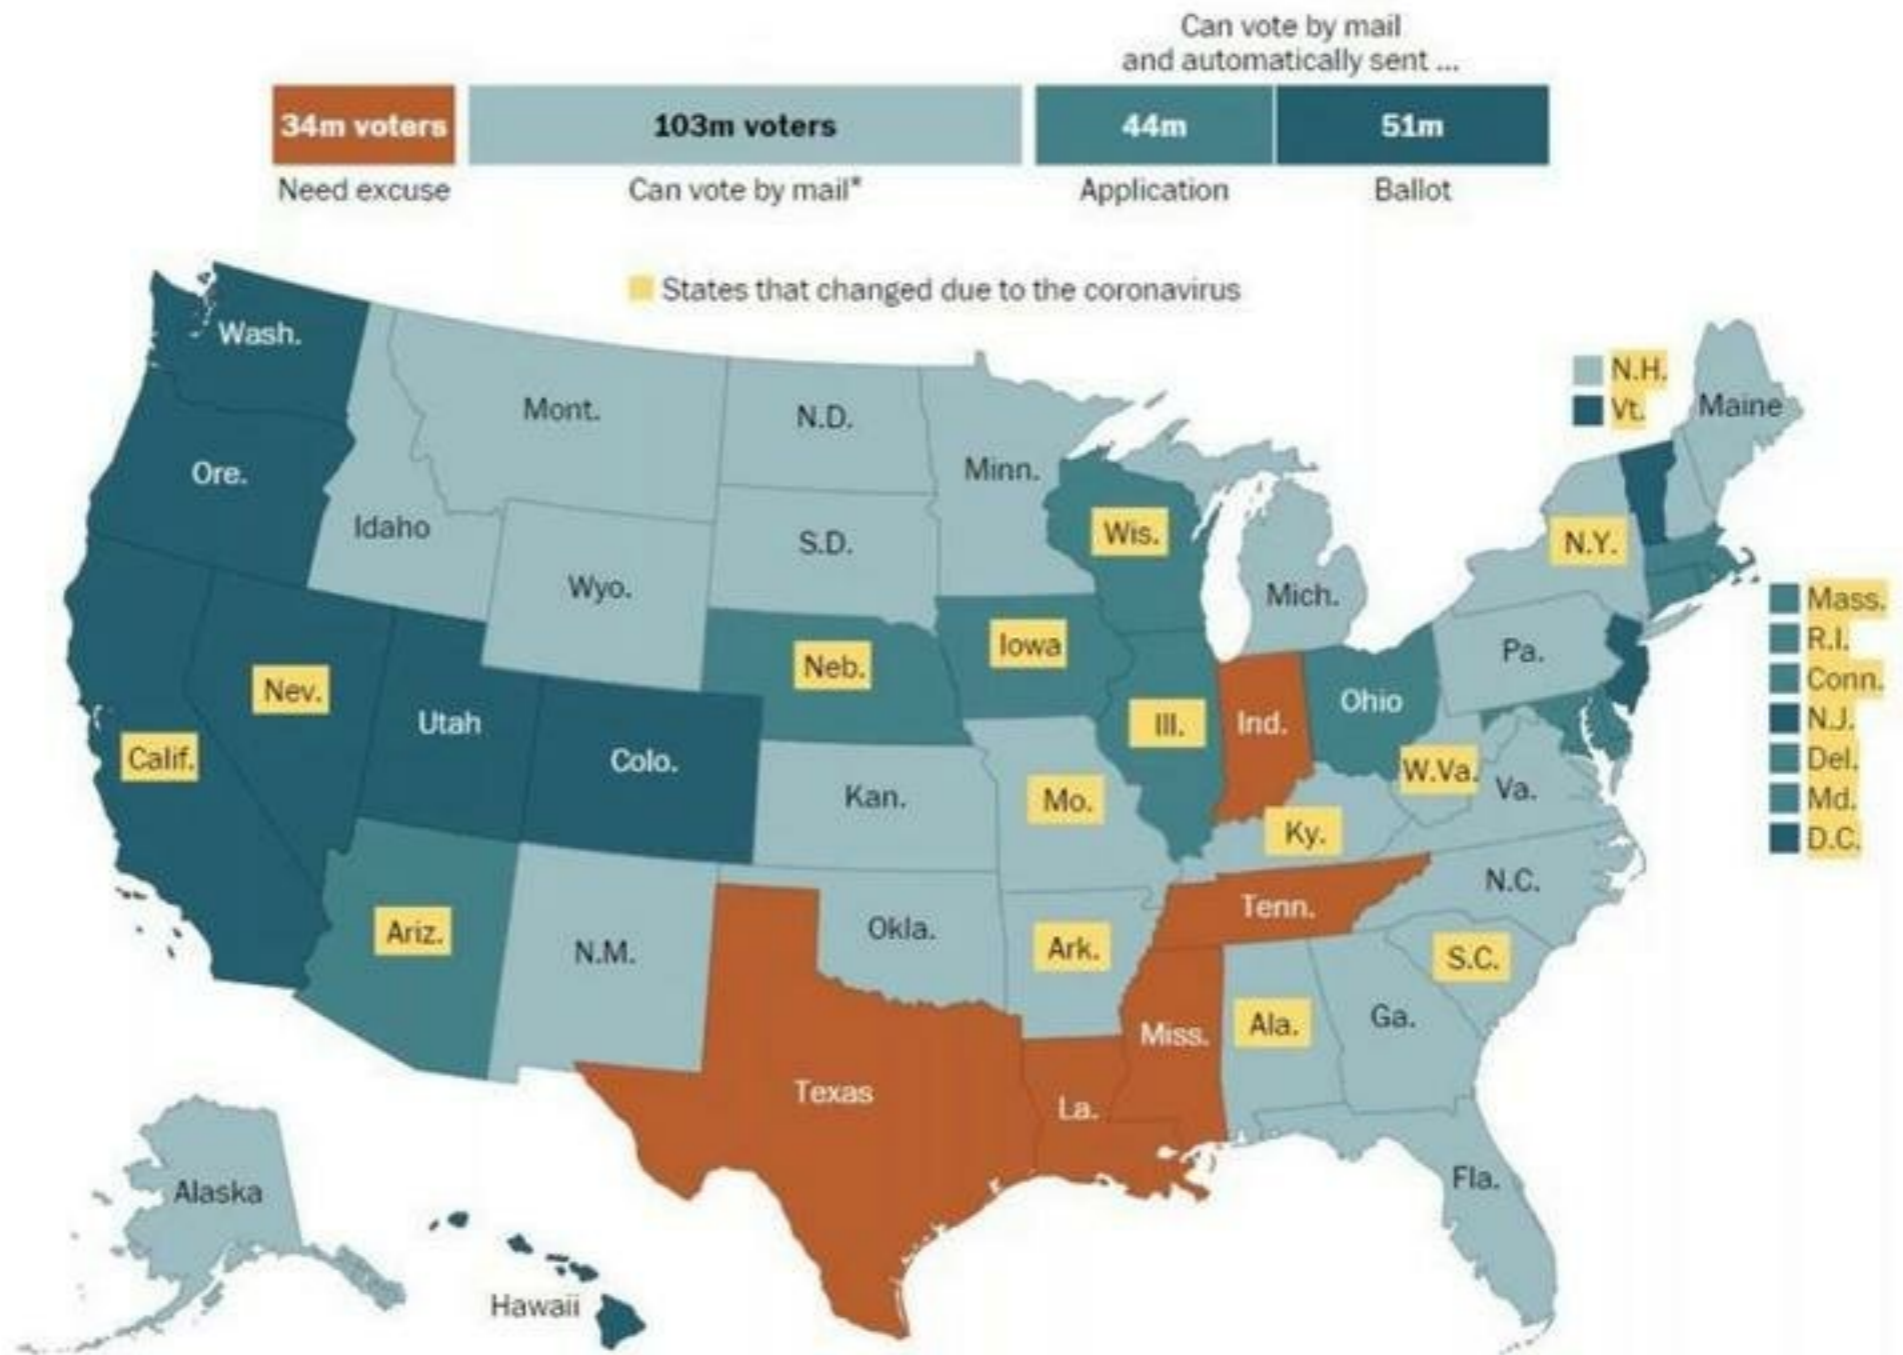 Can vote by mail
and automatically sent ...
34m voters
103m voters
44m
51m
Need excuse
Can vote by mail*
Application
Ballot
States that changed due to the coronavirus
Wash.
Mont.
N.D.
Minn.
N.H.
Vt.
Maine
Ore.
Idaho
Wyo.
S.D.
Wis.
Mich.
N.Y.
Mass.
R.I.
Conn.
N.J.
Del.
Md.
D.C.
Nev.
Utah
Colo.
Neb.
Iowa
Ill.
Ind.
Ohio
Pa.
Calif.
Kan.
Mo.
Ky.
W.Va.
Va.
Ariz.
N.M.
Okla.
Ark.
Tenn.
N.C.
S.C.
Texas
La.
Miss.
Ala.
Ga.
Fla.
Alaska
Hawaii